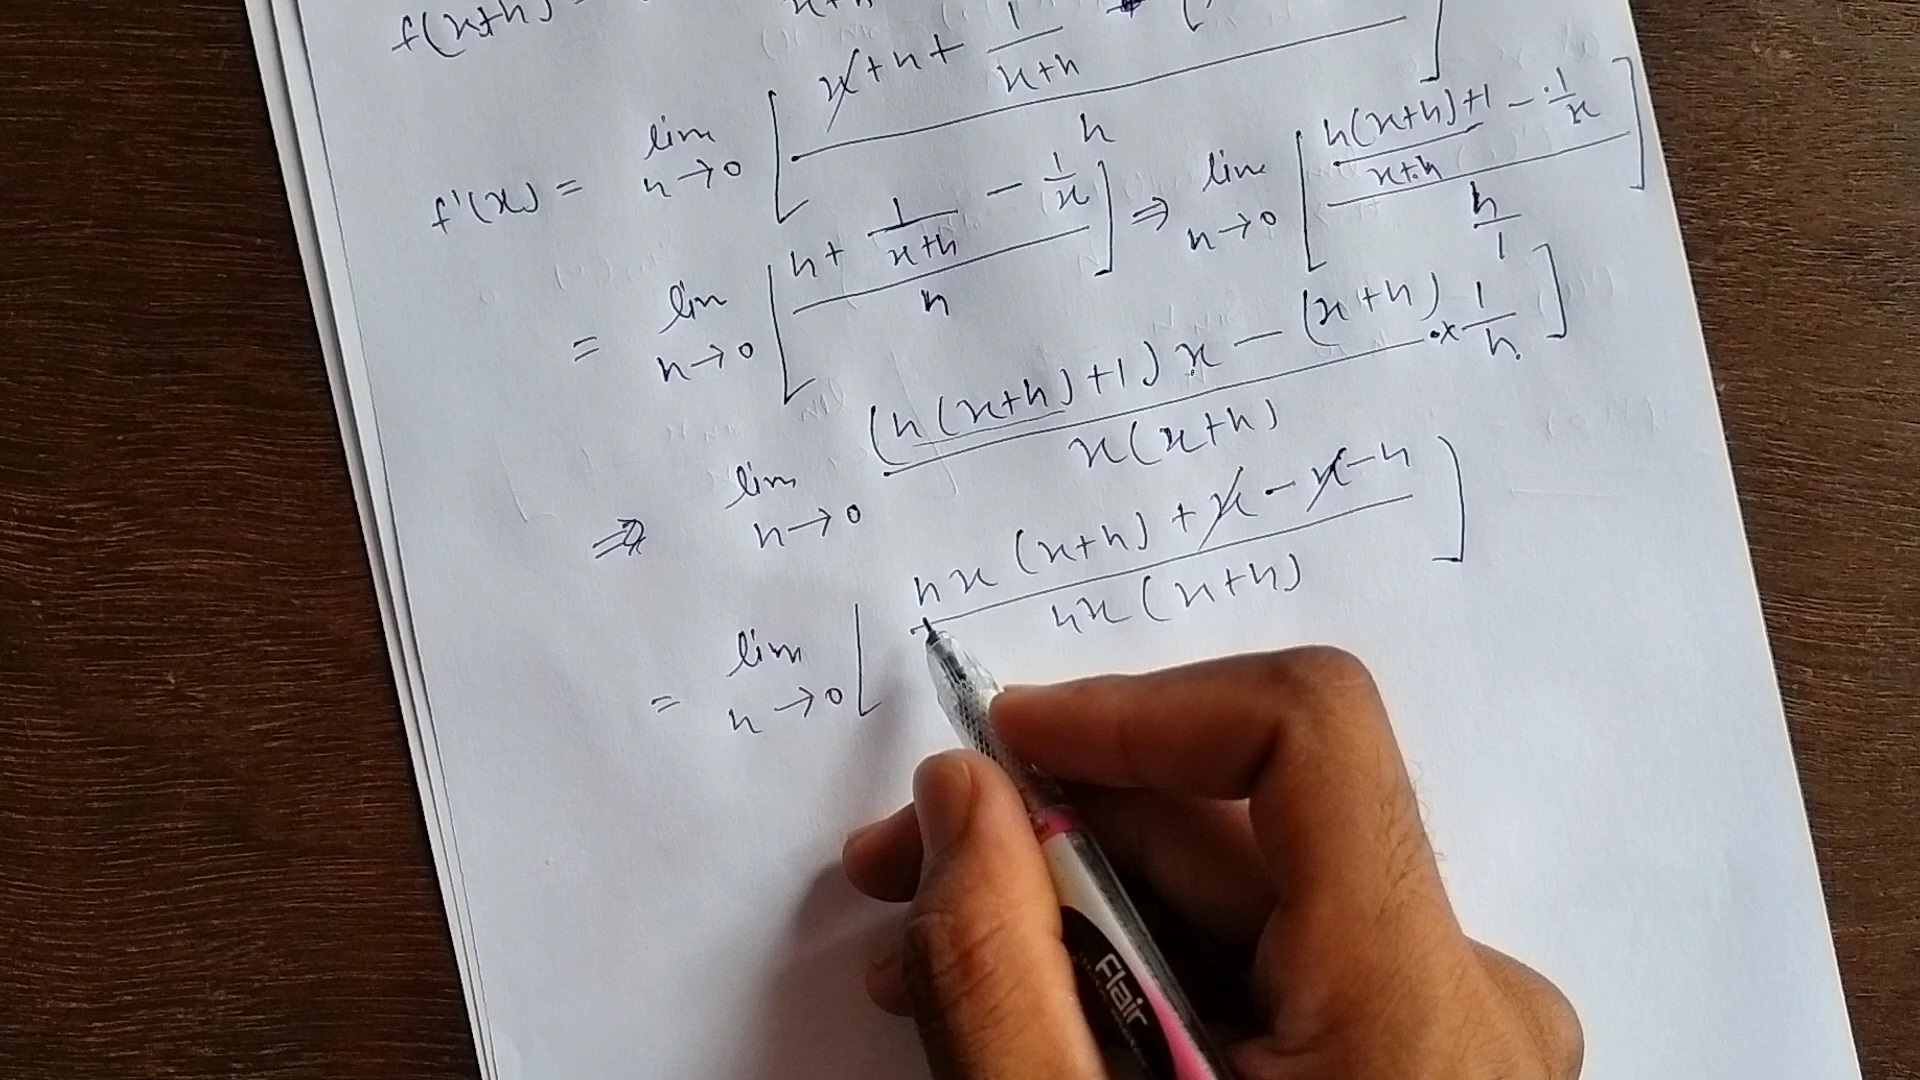 f(x+h) =
f'(x) = lim h→0 [ (x + h + 1/(x+h) - ( ) / h ]
= lim h→0 [ (h + 1/(x+h) - 1/x) / h ] ⇒ lim h→0 [ ((h(x+h)+1)/(x+h) - 1/x) / (h/1) ]
⇒ lim h→0 ((h(x+h)+1)x - (x+h)) / (x(x+h)) × 1/h ]
= lim h→0 [ (hx(x+h) + x - x - h) / (hx(x+h)) ]
Flair